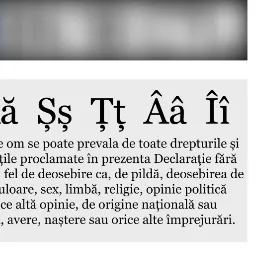 ă Șș Țț Ââ Îî
om se poate prevala de toate drepturile și
proclamate în prezenta Declarație fără
fel de deosebire ca, de pildă, deosebirea de
sex, limbă, religie, opinie politică
ce altă opinie, de origine națională sau
, avere, naștere sau orice alte împrejurări.